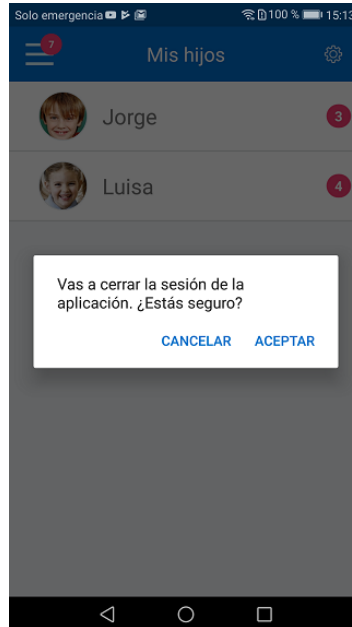 Solo emergencia 100 % 15:13
7
Mis hijos
Jorge 3
Luisa 4
Vas a cerrar la sesión de la
aplicación. ¿Estás seguro?
CANCELAR ACEPTAR